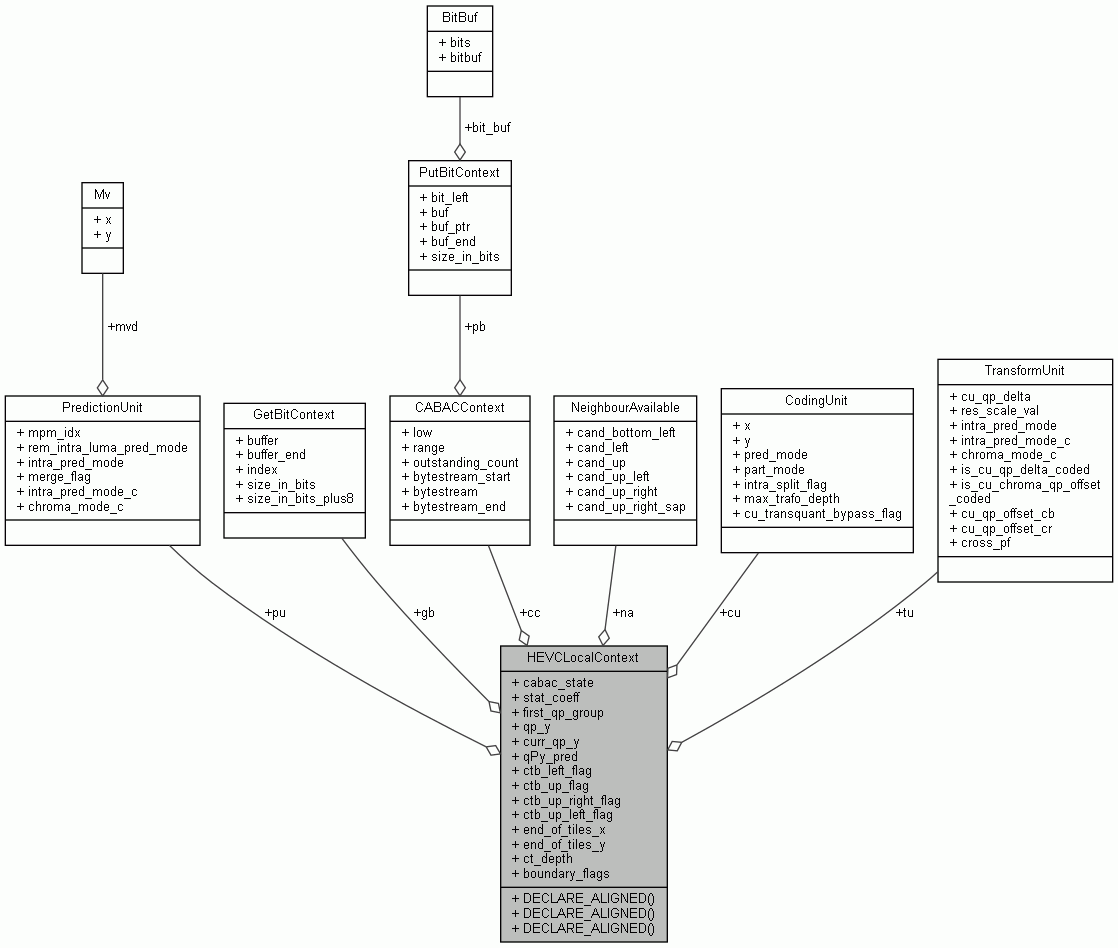 BitBuf
+ bits
+ bitbuf
+bit_buf
PutBitContext
+ bit_left
+ buf
+ buf_ptr
+ buf_end
+ size_in_bits
Mv
+ x
+ y
+mvd
+pb
PredictionUnit
+ mpm_idx
+ rem_intra_luma_pred_mode
+ intra_pred_mode
+ merge_flag
+ intra_pred_mode_c
+ chroma_mode_c
GetBitContext
+ buffer
+ buffer_end
+ index
+ size_in_bits
+ size_in_bits_plus8
CABACContext
+ low
+ range
+ outstanding_count
+ bytestream_start
+ bytestream
+ bytestream_end
NeighbourAvailable
+ cand_bottom_left
+ cand_left
+ cand_up
+ cand_up_left
+ cand_up_right
+ cand_up_right_sap
CodingUnit
+ x
+ y
+ pred_mode
+ part_mode
+ intra_split_flag
+ max_trafo_depth
+ cu_transquant_bypass_flag
TransformUnit
+ cu_qp_delta
+ res_scale_val
+ intra_pred_mode
+ intra_pred_mode_c
+ chroma_mode_c
+ is_cu_qp_delta_coded
+ is_cu_chroma_qp_offset
_coded
+ cu_qp_offset_cb
+ cu_qp_offset_cr
+ cross_pf
+pu
+gb
+cc
+na
+cu
+tu
HEVCLocalContext
+ cabac_state
+ stat_coeff
+ first_qp_group
+ qp_y
+ curr_qp_y
+ qPy_pred
+ ctb_left_flag
+ ctb_up_flag
+ ctb_up_right_flag
+ ctb_up_left_flag
+ end_of_tiles_x
+ end_of_tiles_y
+ ct_depth
+ boundary_flags
+ DECLARE_ALIGNED()
+ DECLARE_ALIGNED()
+ DECLARE_ALIGNED()